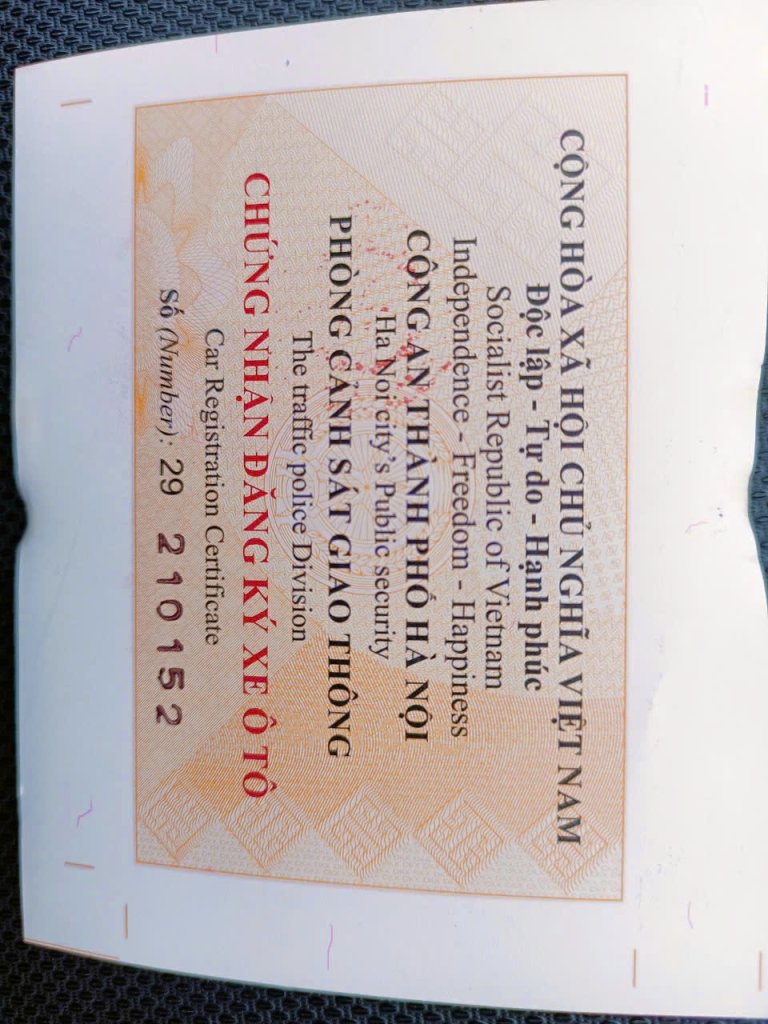 CỘNG HÒA XÃ HỘI CHỦ NGHĨA VIỆT NAM
Độc lập - Tự do - Hạnh phúc
Socialist Republic of Vietnam
Independence - Freedom - Happiness
CÔNG AN THÀNH PHỐ HÀ NỘI
Ha Noi city's Public security
PHÒNG CẢNH SÁT GIAO THÔNG
The traffic police Division
CHỨNG NHẬN ĐĂNG KÝ XE Ô TÔ
Car Registration Certificate
Số (Number): 29 210152